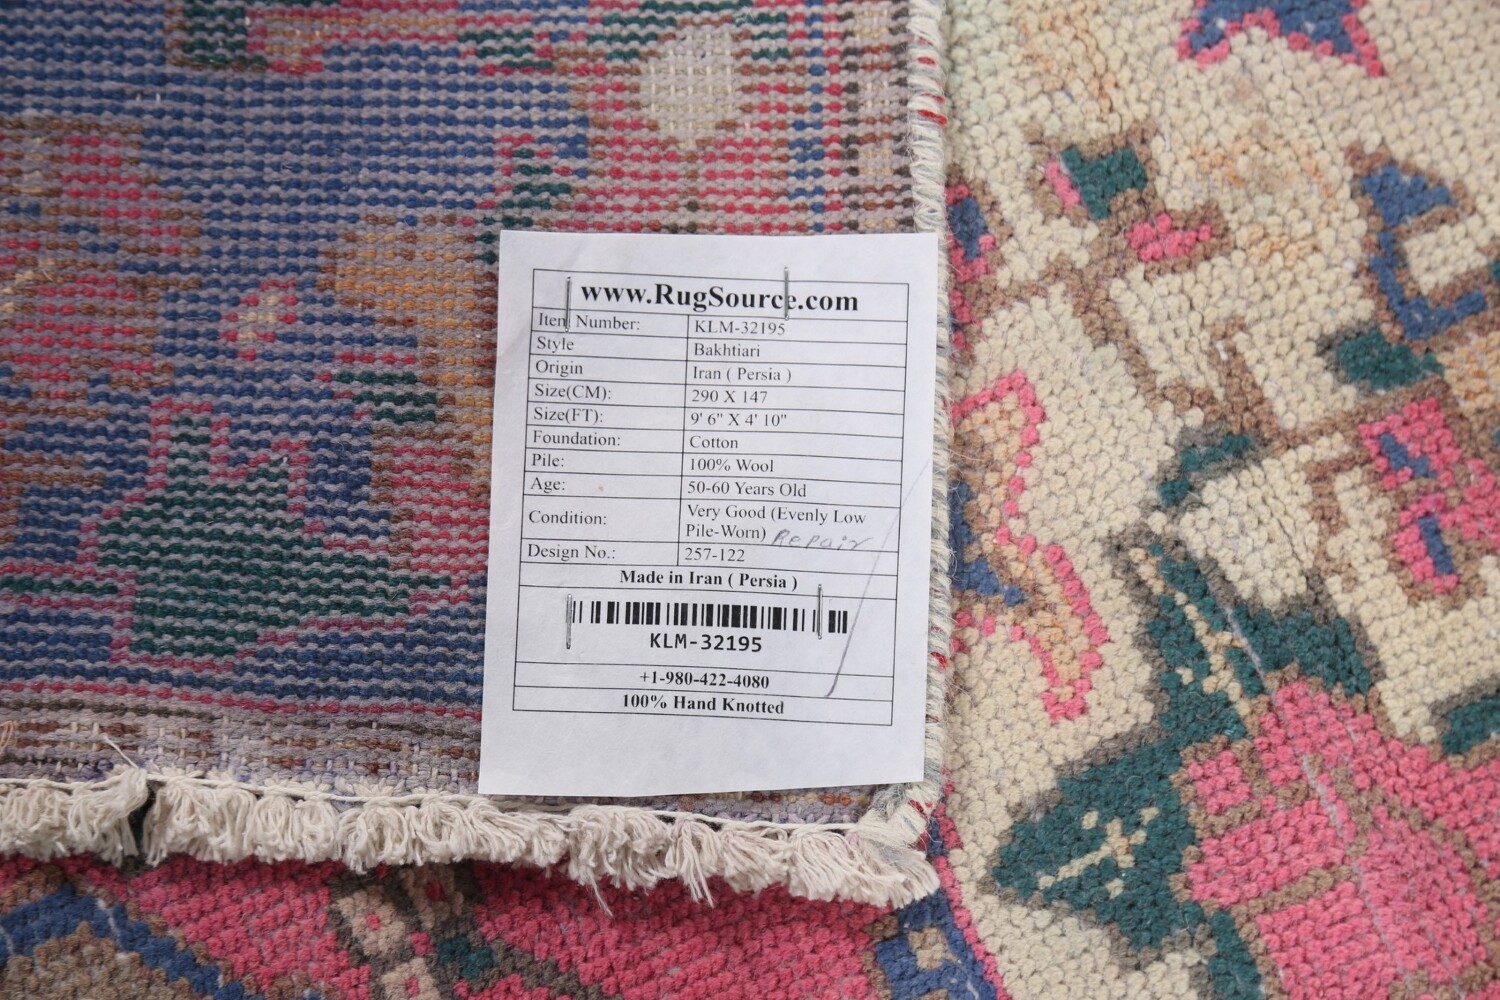 www.RugSource.com
Item Number: KLM-32195
Style Bakhtiari
Origin Iran ( Persia )
Size(CM): 290 X 147
Size(FT): 9' 6" X 4' 10"
Foundation: Cotton
Pile: 100% Wool
Age: 50-60 Years Old
Condition: Very Good (Evenly Low
Pile-Worn) Repair
Design No.: 257-122
Made in Iran ( Persia )
KLM-32195
+1-980-422-4080
100% Hand Knotted